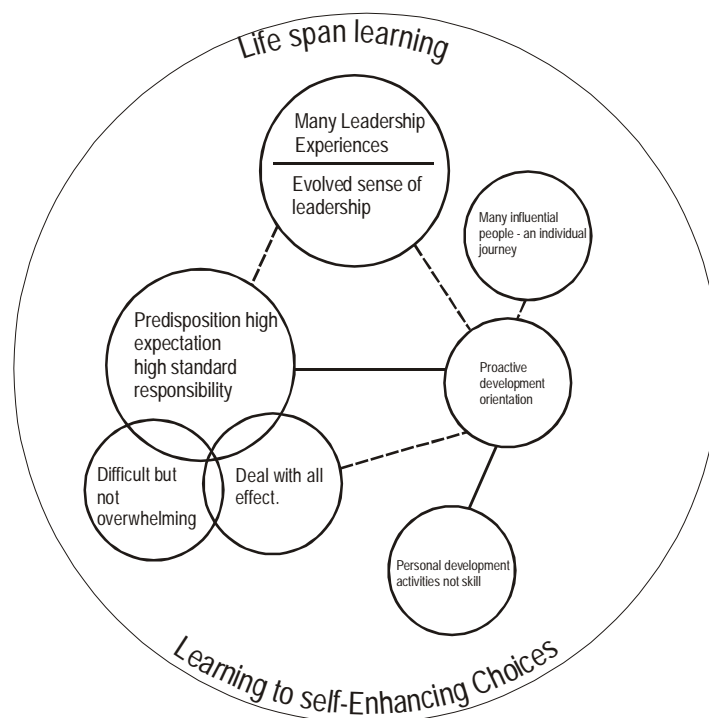 Life span learning
Many Leadership
Experiences
Evolved sense of
leadership
Many influential
people - an individual
journey
Predisposition high
expectation
high standard
responsibility
Proactive
development
orientation
Difficult but
not
overwhelming
Deal with all
effect.
Personal development
activities not skill
Learning to self-Enhancing Choices